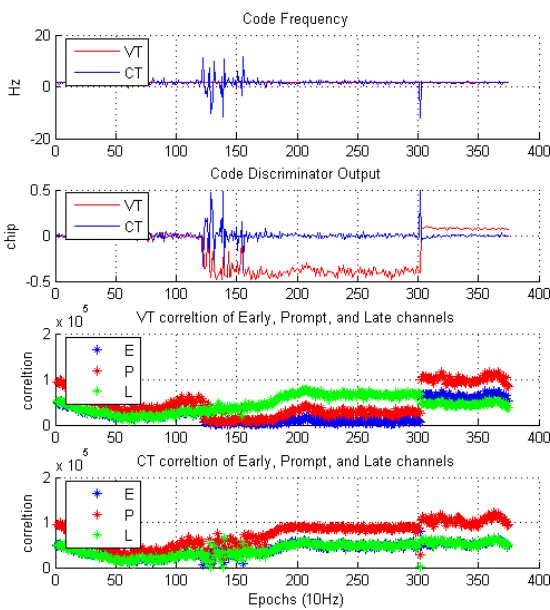 Code Frequency
20
0
-20
Hz
VT
CT
0 50 100 150 200 250 300 350 400
Code Discriminator Output
0.5
0
-0.5
chip
VT
CT
0 50 100 150 200 250 300 350 400
x 10^5
VT correltion of Early, Prompt, and Late channels
2
1
0
correltion
E
P
L
0 50 100 150 200 250 300 350 400
x 10^5
CT correltion of Early, Prompt, and Late channels
2
1
0
correltion
E
P
L
0 50 100 150 200 250 300 350 400
Epochs (10Hz)